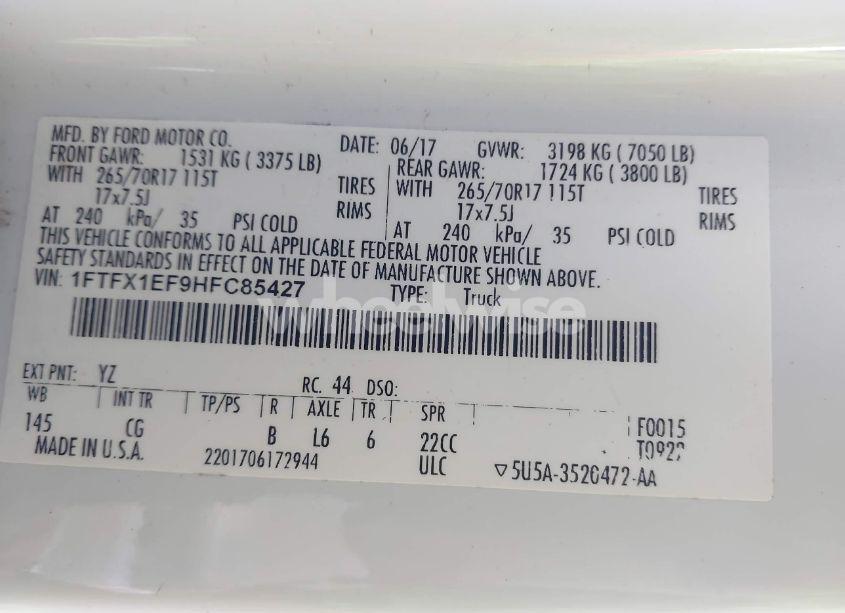 MFD. BY FORD MOTOR CO. DATE: 06/17 GVWR: 3198 KG ( 7050 LB)
FRONT GAWR: 1531 KG ( 3375 LB) REAR GAWR: 1724 KG ( 3800 LB)
WITH 265/70R17 115T TIRES WITH 265/70R17 115T TIRES
17x7.5J RIMS 17x7.5J RIMS
AT 240 kPa/ 35 PSI COLD AT 240 kPa/ 35 PSI COLD
THIS VEHICLE CONFORMS TO ALL APPLICABLE FEDERAL MOTOR VEHICLE
SAFETY STANDARDS IN EFFECT ON THE DATE OF MANUFACTURE SHOWN ABOVE.
VIN: 1FTFX1EF9HFC85427 TYPE: Truck
wheelwise
EXT PNT: YZ RC: 44 DSO:
WB INT TR TP/PS R AXLE TR SPR F0015
145 CG B L6 6 22CC T0922
MADE IN U.S.A. 2201706172944 ULC ▽5U5A-3520472-AA